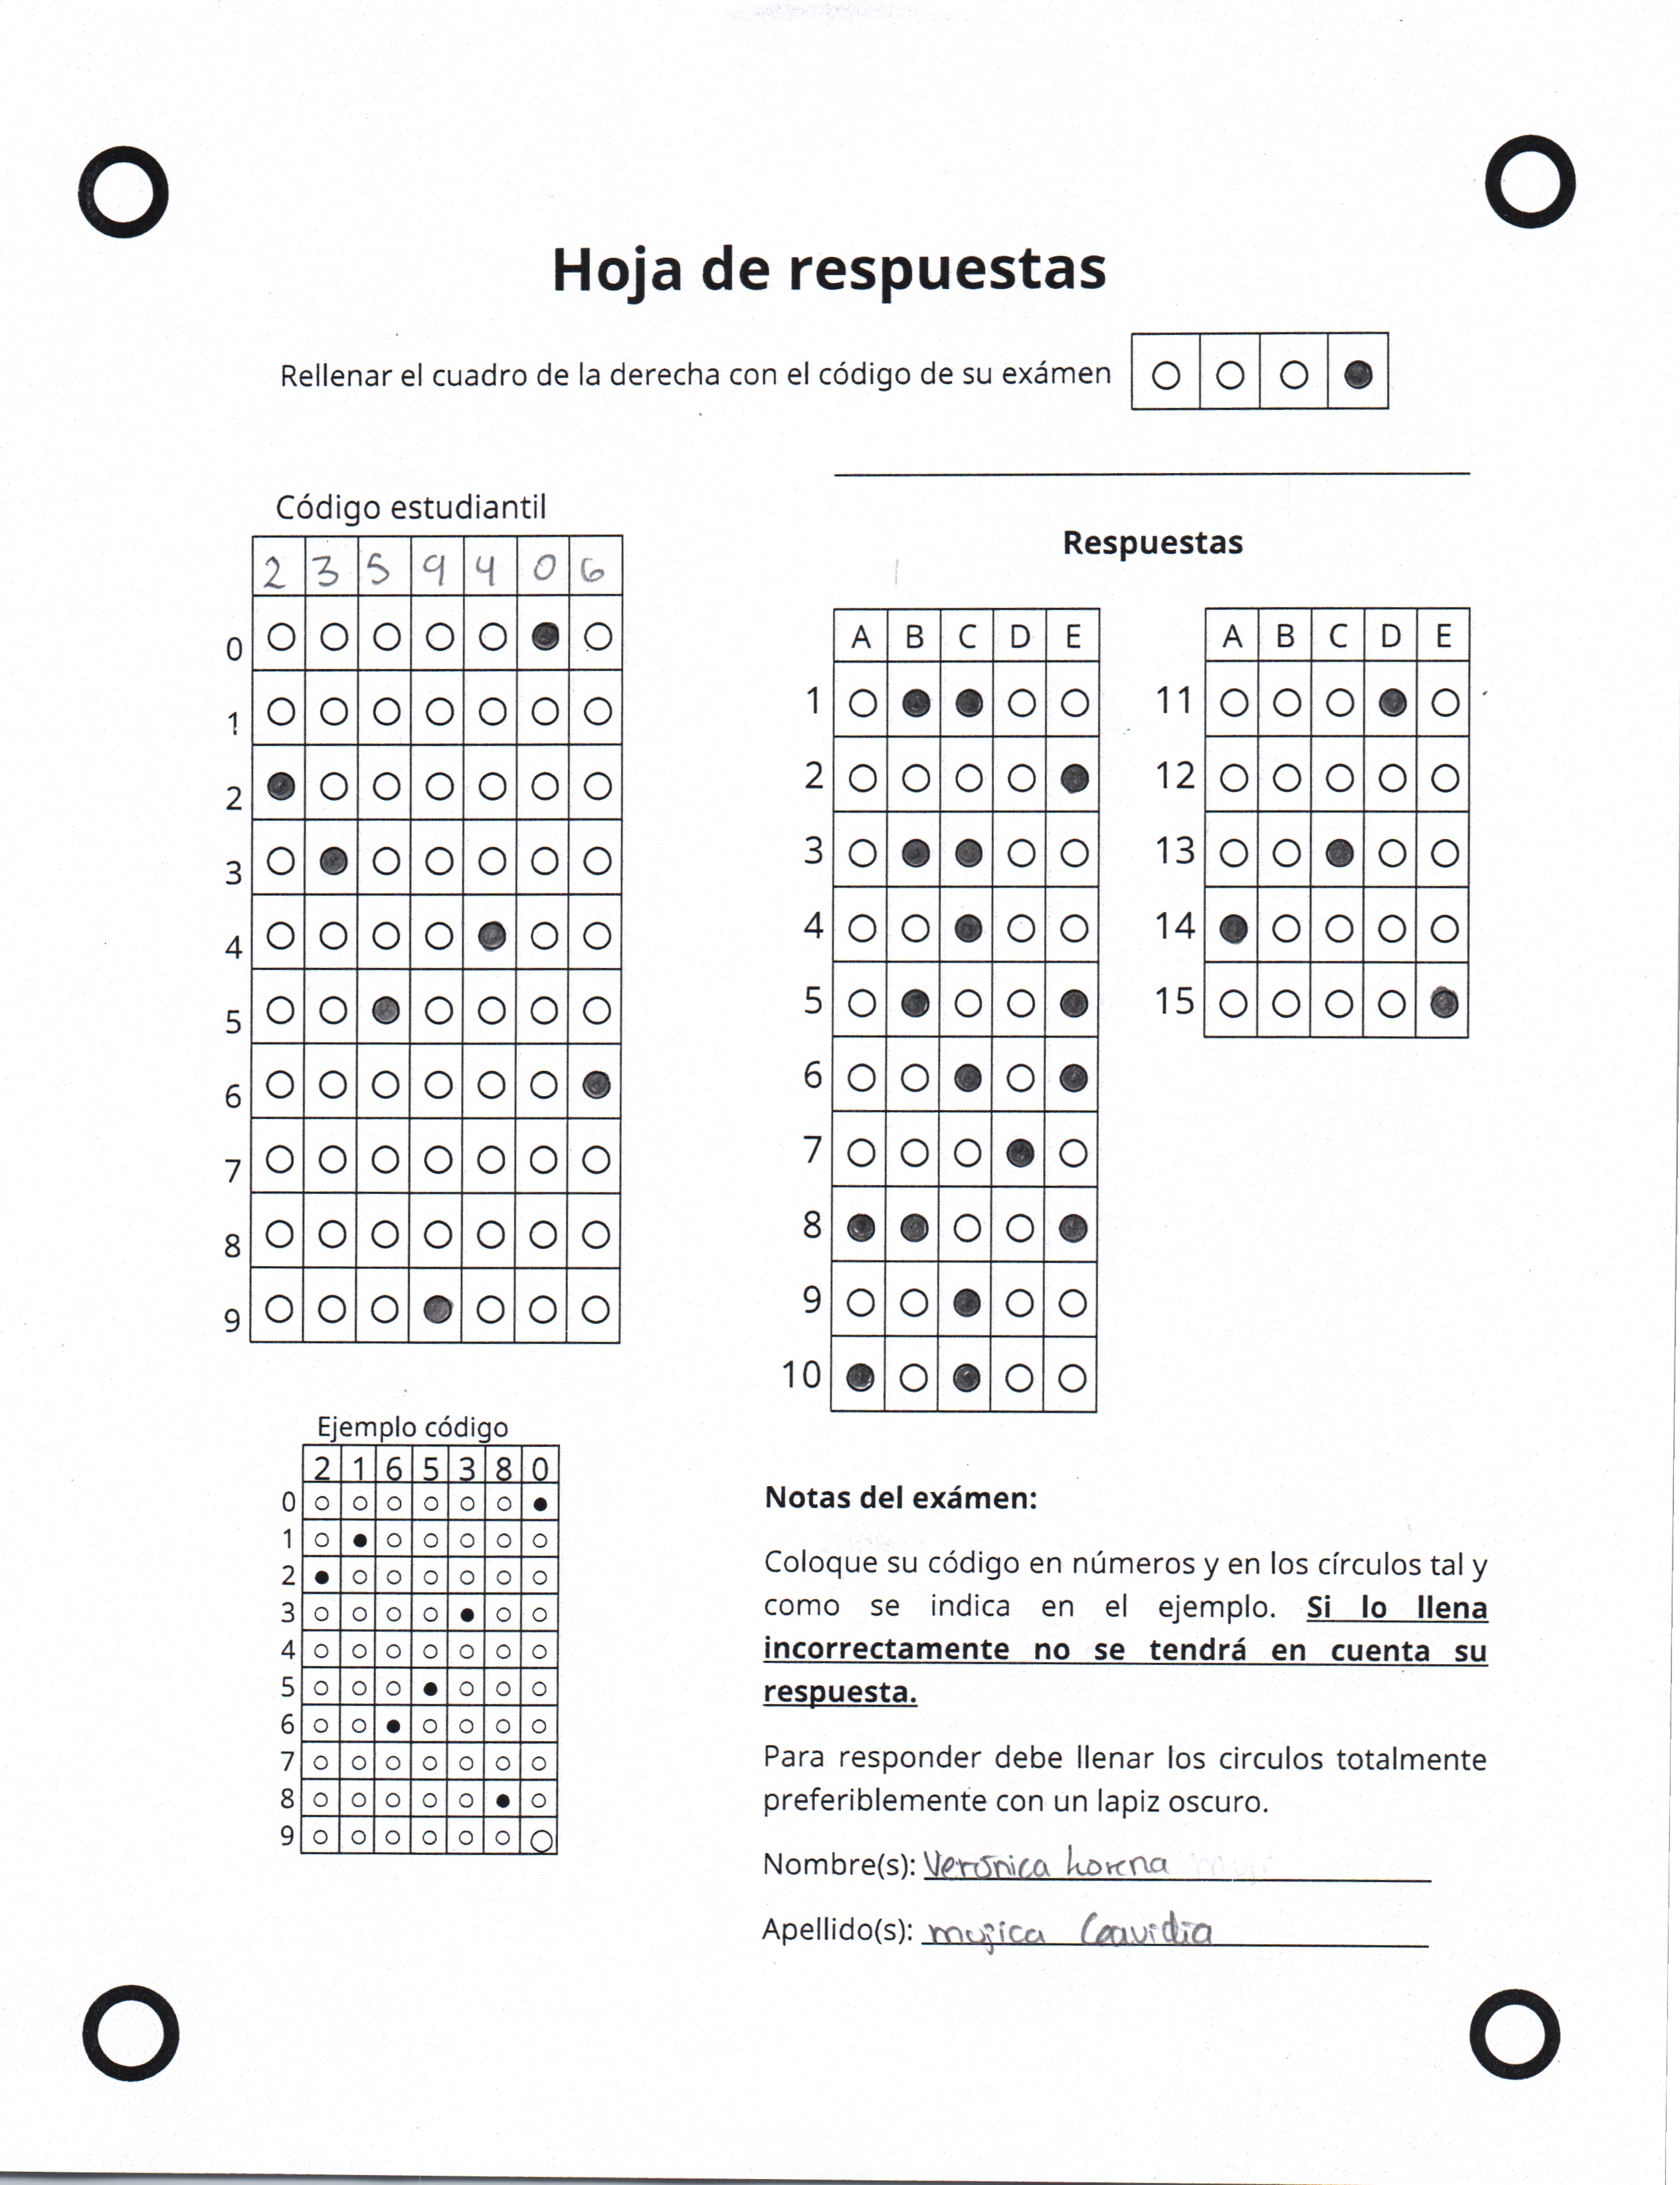 Hoja de respuestas
Rellenar el cuadro de la derecha con el código de su exámen
Código estudiantil
2 3 5 9 4 0 6
0
1
2
3
4
5
6
7
8
9
Respuestas
A B C D E
1
2
3
4
5
6
7
8
9
10
A B C D E
11
12
13
14
15
Ejemplo código
2 1 6 5 3 8 0
0
1
2
3
4
5
6
7
8
9
Notas del exámen:
Coloque su código en números y en los círculos tal y
como se indica en el ejemplo. Si lo llena
incorrectamente no se tendrá en cuenta su
respuesta.
Para responder debe llenar los circulos totalmente
preferiblemente con un lapiz oscuro.
Nombre(s): Verónica Lorena
Apellido(s): mujica